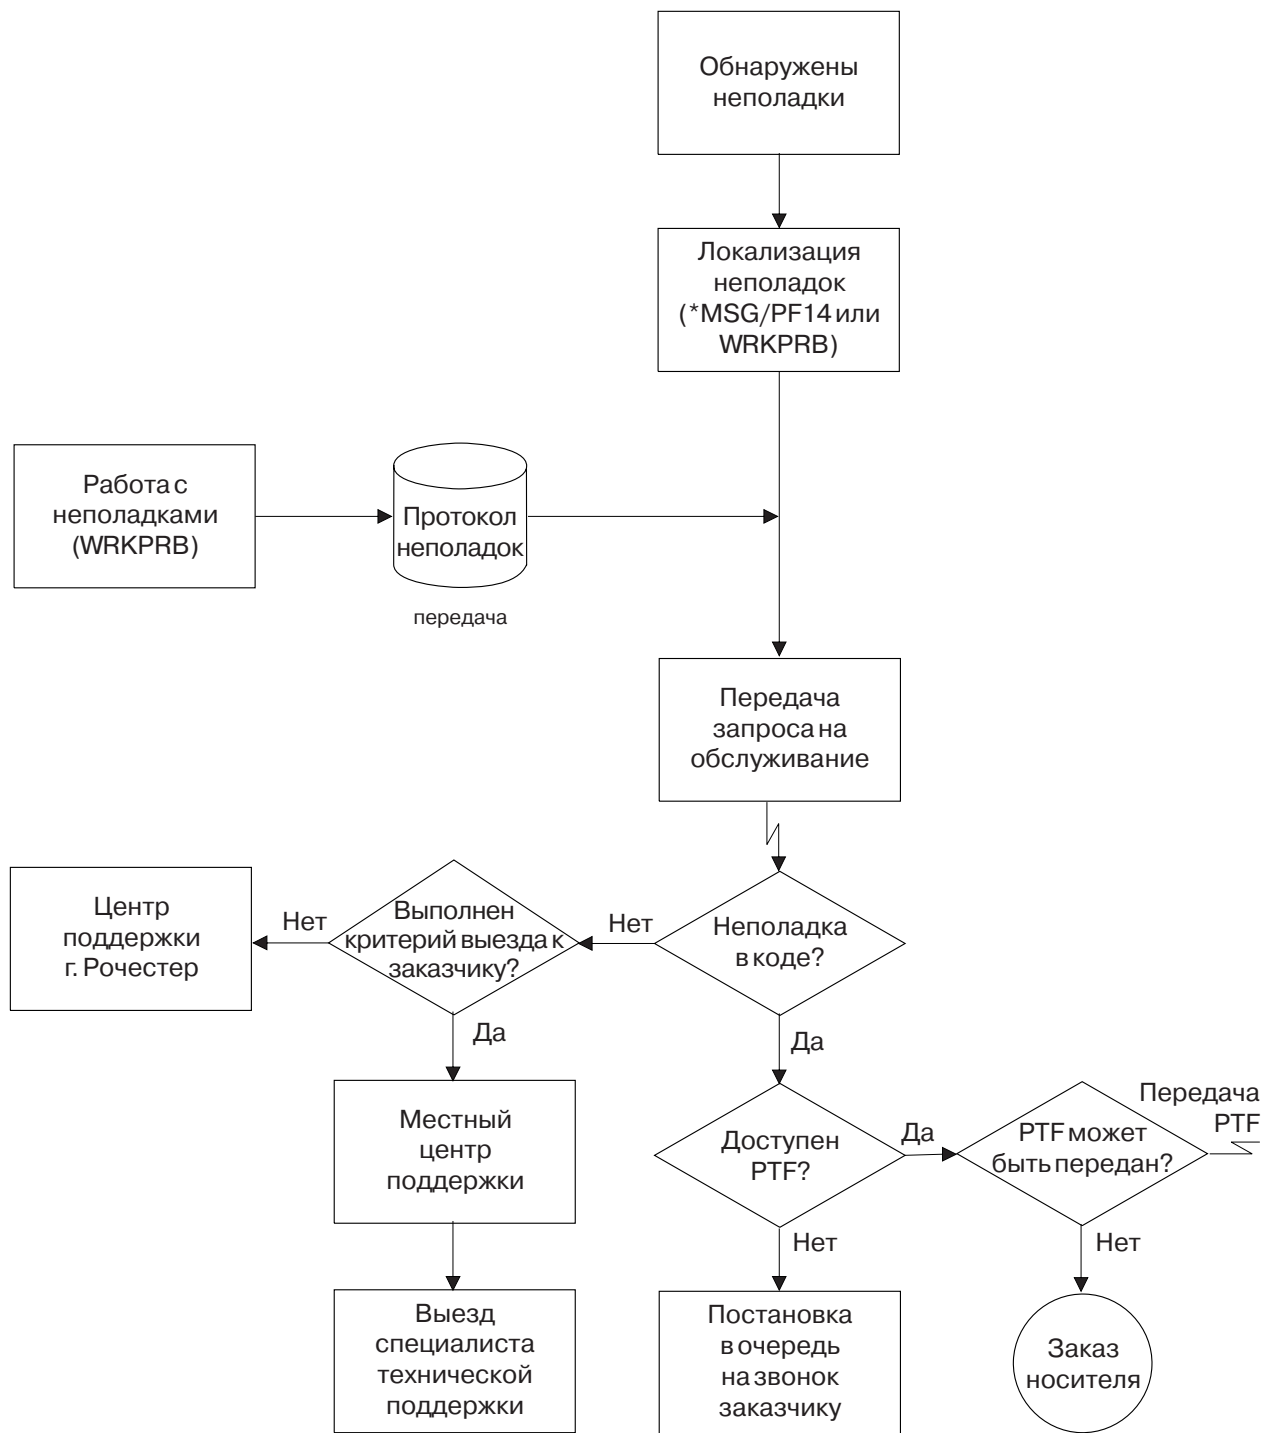 Обнаружены
неполадки
Локализация
неполадок
(*MSG/PF14 или
WRKPRB)
Работа с
неполадками
(WRKPRB)
Протокол
неполадок
передача
Передача
запроса на
обслуживание
Центр
поддержки
г. Рочестер
Нет
Выполнен
критерий выезда к
заказчику?
Нет
Неполадка
в коде?
Да
Да
Местный
центр
поддержки
Доступен
PTF?
Да
PTF может
быть передан?
Передача
PTF
Нет
Нет
Выезд
специалиста
технической
поддержки
Постановка
в очередь
на звонок
заказчику
Заказ
носителя